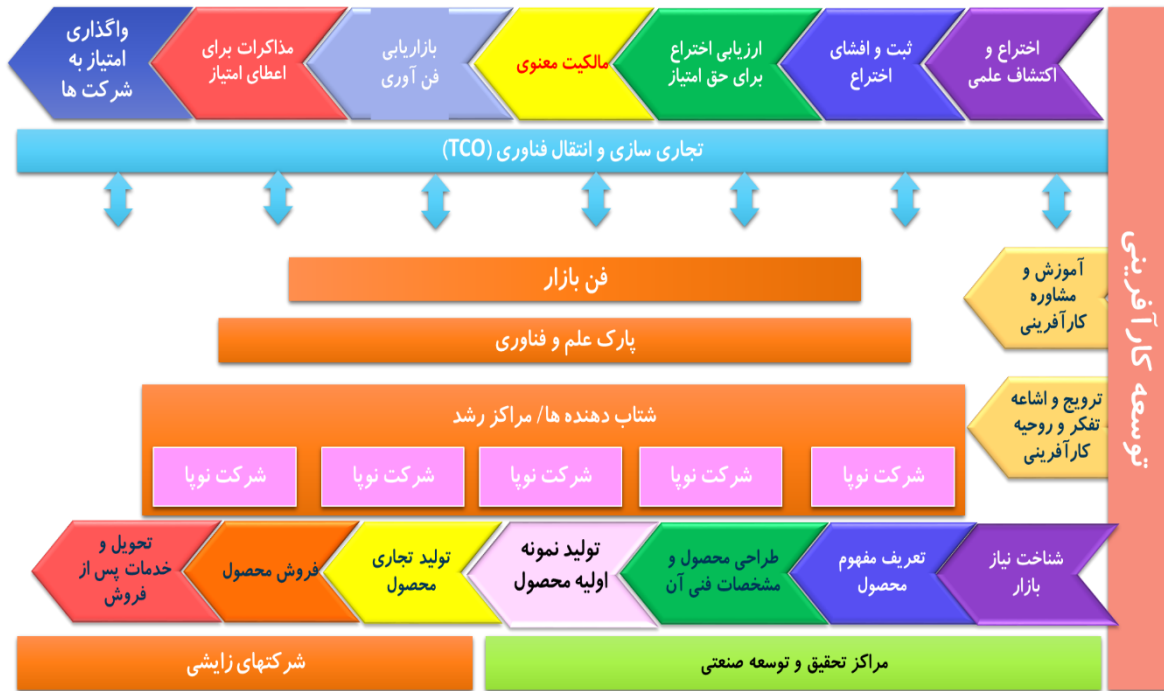 اختراع و
اکتشاف علمی
ثبت و افشای
اختراع
ارزیابی اختراع
برای حق امتیاز
مالکیت معنوی
بازاریابی
فن آوری
مذاکرات برای
اعطای امتیاز
واگذاری
امتیاز به
شرکت ها
تجاری سازی و انتقال فناوری (TCO)
توسعه کارآفرینی
آموزش و
مشاوره
کارآفرینی
فن بازار
پارک علم و فناوری
ترویج و اشاعه
تفکر و روحیه
کارآفرینی
شتاب دهنده ها/ مراکز رشد
شرکت نوپا
شرکت نوپا
شرکت نوپا
شرکت نوپا
شرکت نوپا
شناخت نیاز
بازار
تعریف مفهوم
محصول
طراحی محصول و
مشخصات فنی آن
تولید نمونه
اولیه محصول
تولید تجاری
محصول
فروش محصول
تحویل و
خدمات پس از
فروش
مراکز تحقیق و توسعه صنعتی
شرکتهای زایشی